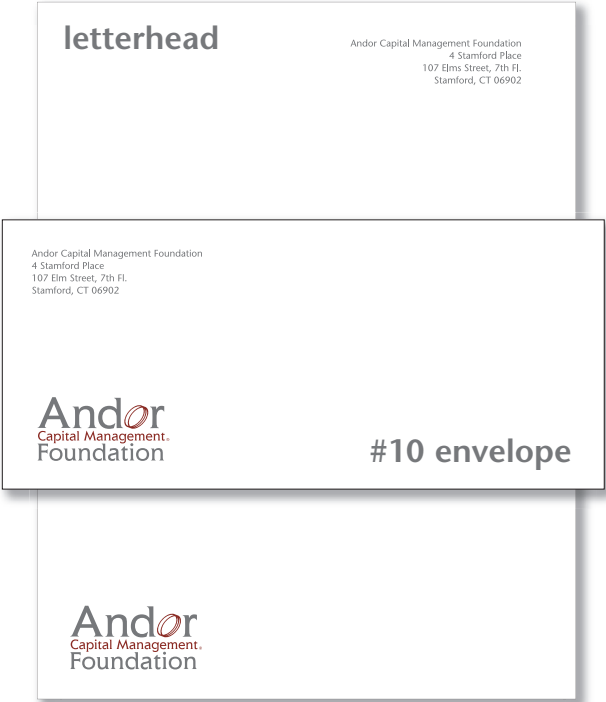 letterhead
Andor Capital Management Foundation
4 Stamford Place
107 Elms Street, 7th Fl.
Stamford, CT 06902
Andor Capital Management Foundation
4 Stamford Place
107 Elm Street, 7th Fl.
Stamford, CT 06902
Andor
Capital Management®
Foundation
#10 envelope
Andor
Capital Management®
Foundation